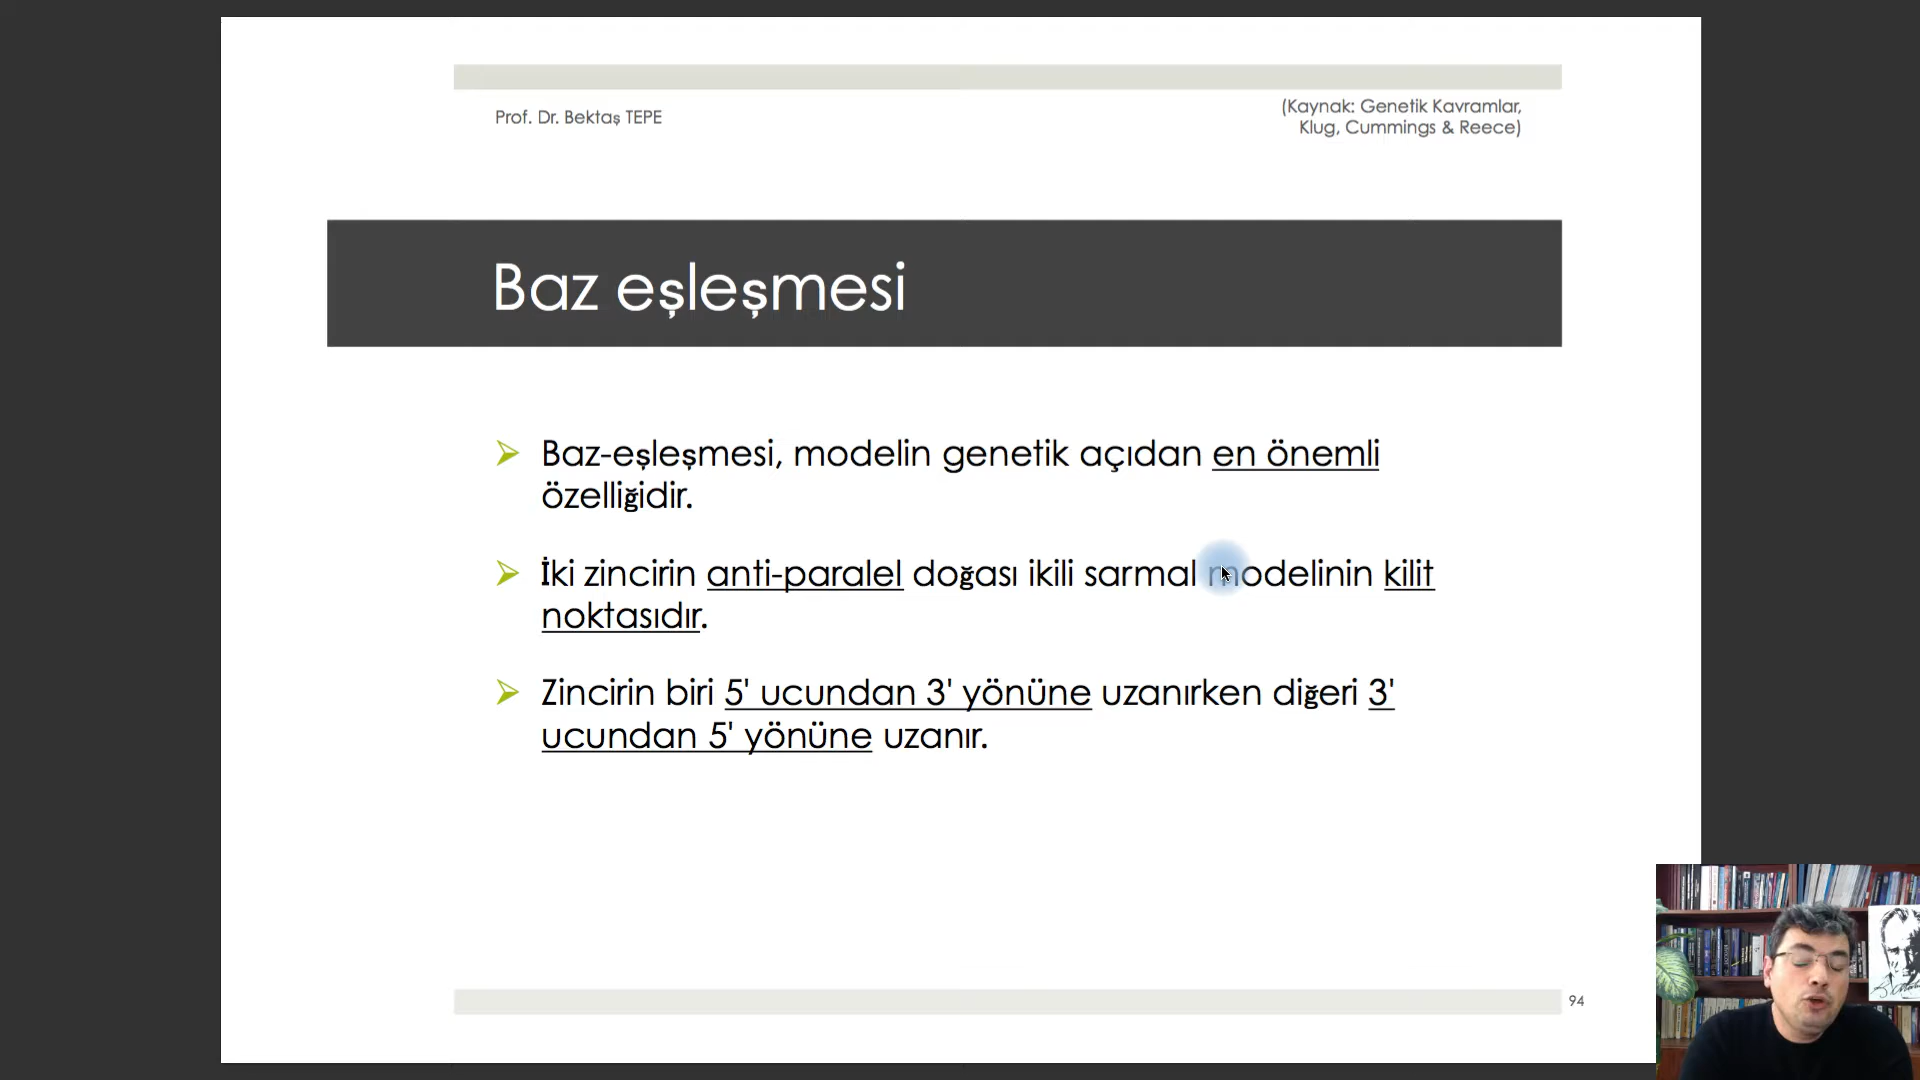 Prof. Dr. Bektaş TEPE
(Kaynak: Genetik Kavramlar,
Klug, Cummings & Reece)
Baz eşleşmesi
Baz-eşleşmesi, modelin genetik açıdan en önemli
özelliğidir.
İki zincirin anti-paralel doğası ikili sarmal modelinin kilit
noktasıdır.
Zincirin biri 5' ucundan 3' yönüne uzanırken diğeri 3'
ucundan 5' yönüne uzanır.
94